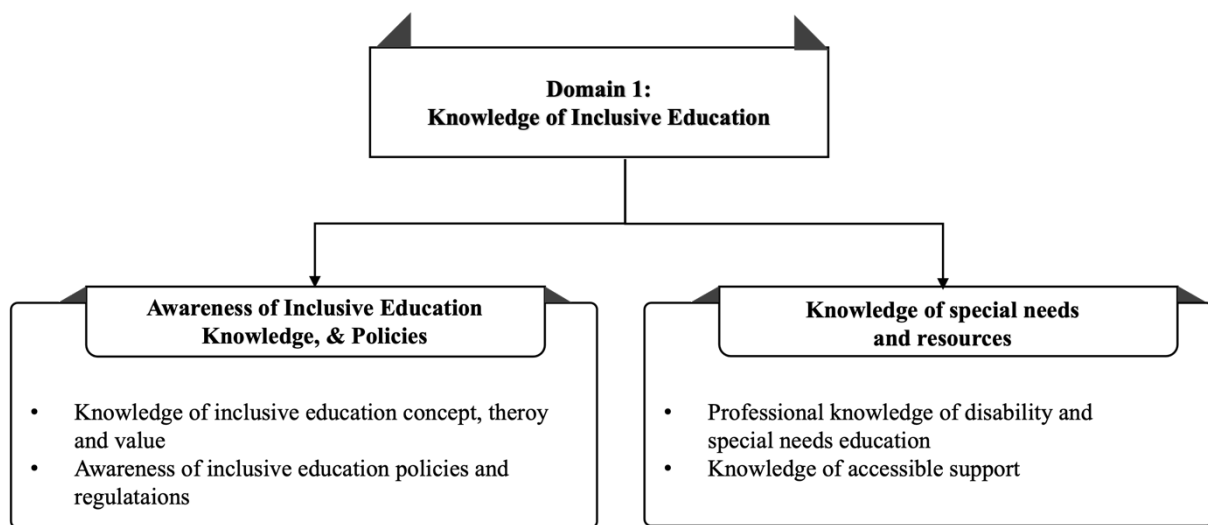 Domain 1:
Knowledge of Inclusive Education
Awareness of Inclusive Education
Knowledge, & Policies
• Knowledge of inclusive education concept, theroy
and value
• Awareness of inclusive education policies and
regulataions
Knowledge of special needs
and resources
• Professional knowledge of disability and
special needs education
• Knowledge of accessible support